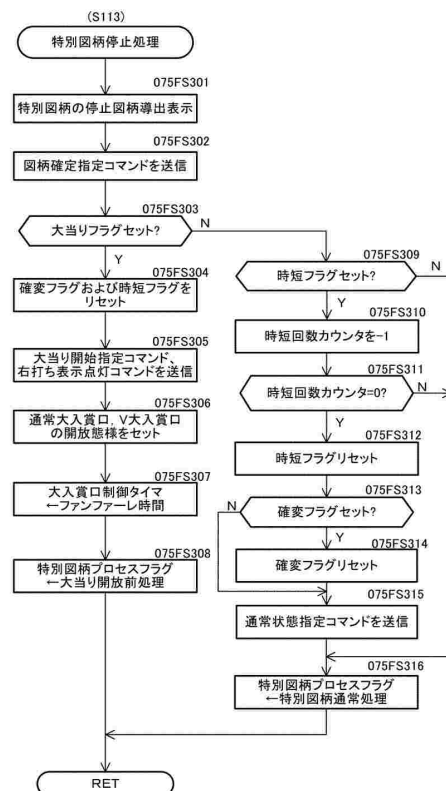 (S113)
特別図柄停止処理
075FS301
特別図柄の停止図柄導出表示
075FS302
図柄確定指定コマンドを送信
075FS303
大当りフラグセット?
N
Y
075FS304
確変フラグおよび時短フラグを
リセット
075FS305
大当り開始指定コマンド、
右打ち表示点灯コマンドを送信
075FS306
通常大入賞口，V大入賞口
の開放態様をセット
075FS307
大入賞口制御タイマ
←ファンファーレ時間
075FS308
特別図柄プロセスフラグ
←大当り開放前処理
075FS309
時短フラグセット?
N
Y
075FS310
時短回数カウンタを-1
075FS311
時短回数カウンタ=0?
N
Y
075FS312
時短フラグリセット
075FS313
N
確変フラグセット?
Y
075FS314
確変フラグリセット
075FS315
通常状態指定コマンドを送信
075FS316
特別図柄プロセスフラグ
←特別図柄通常処理
RET